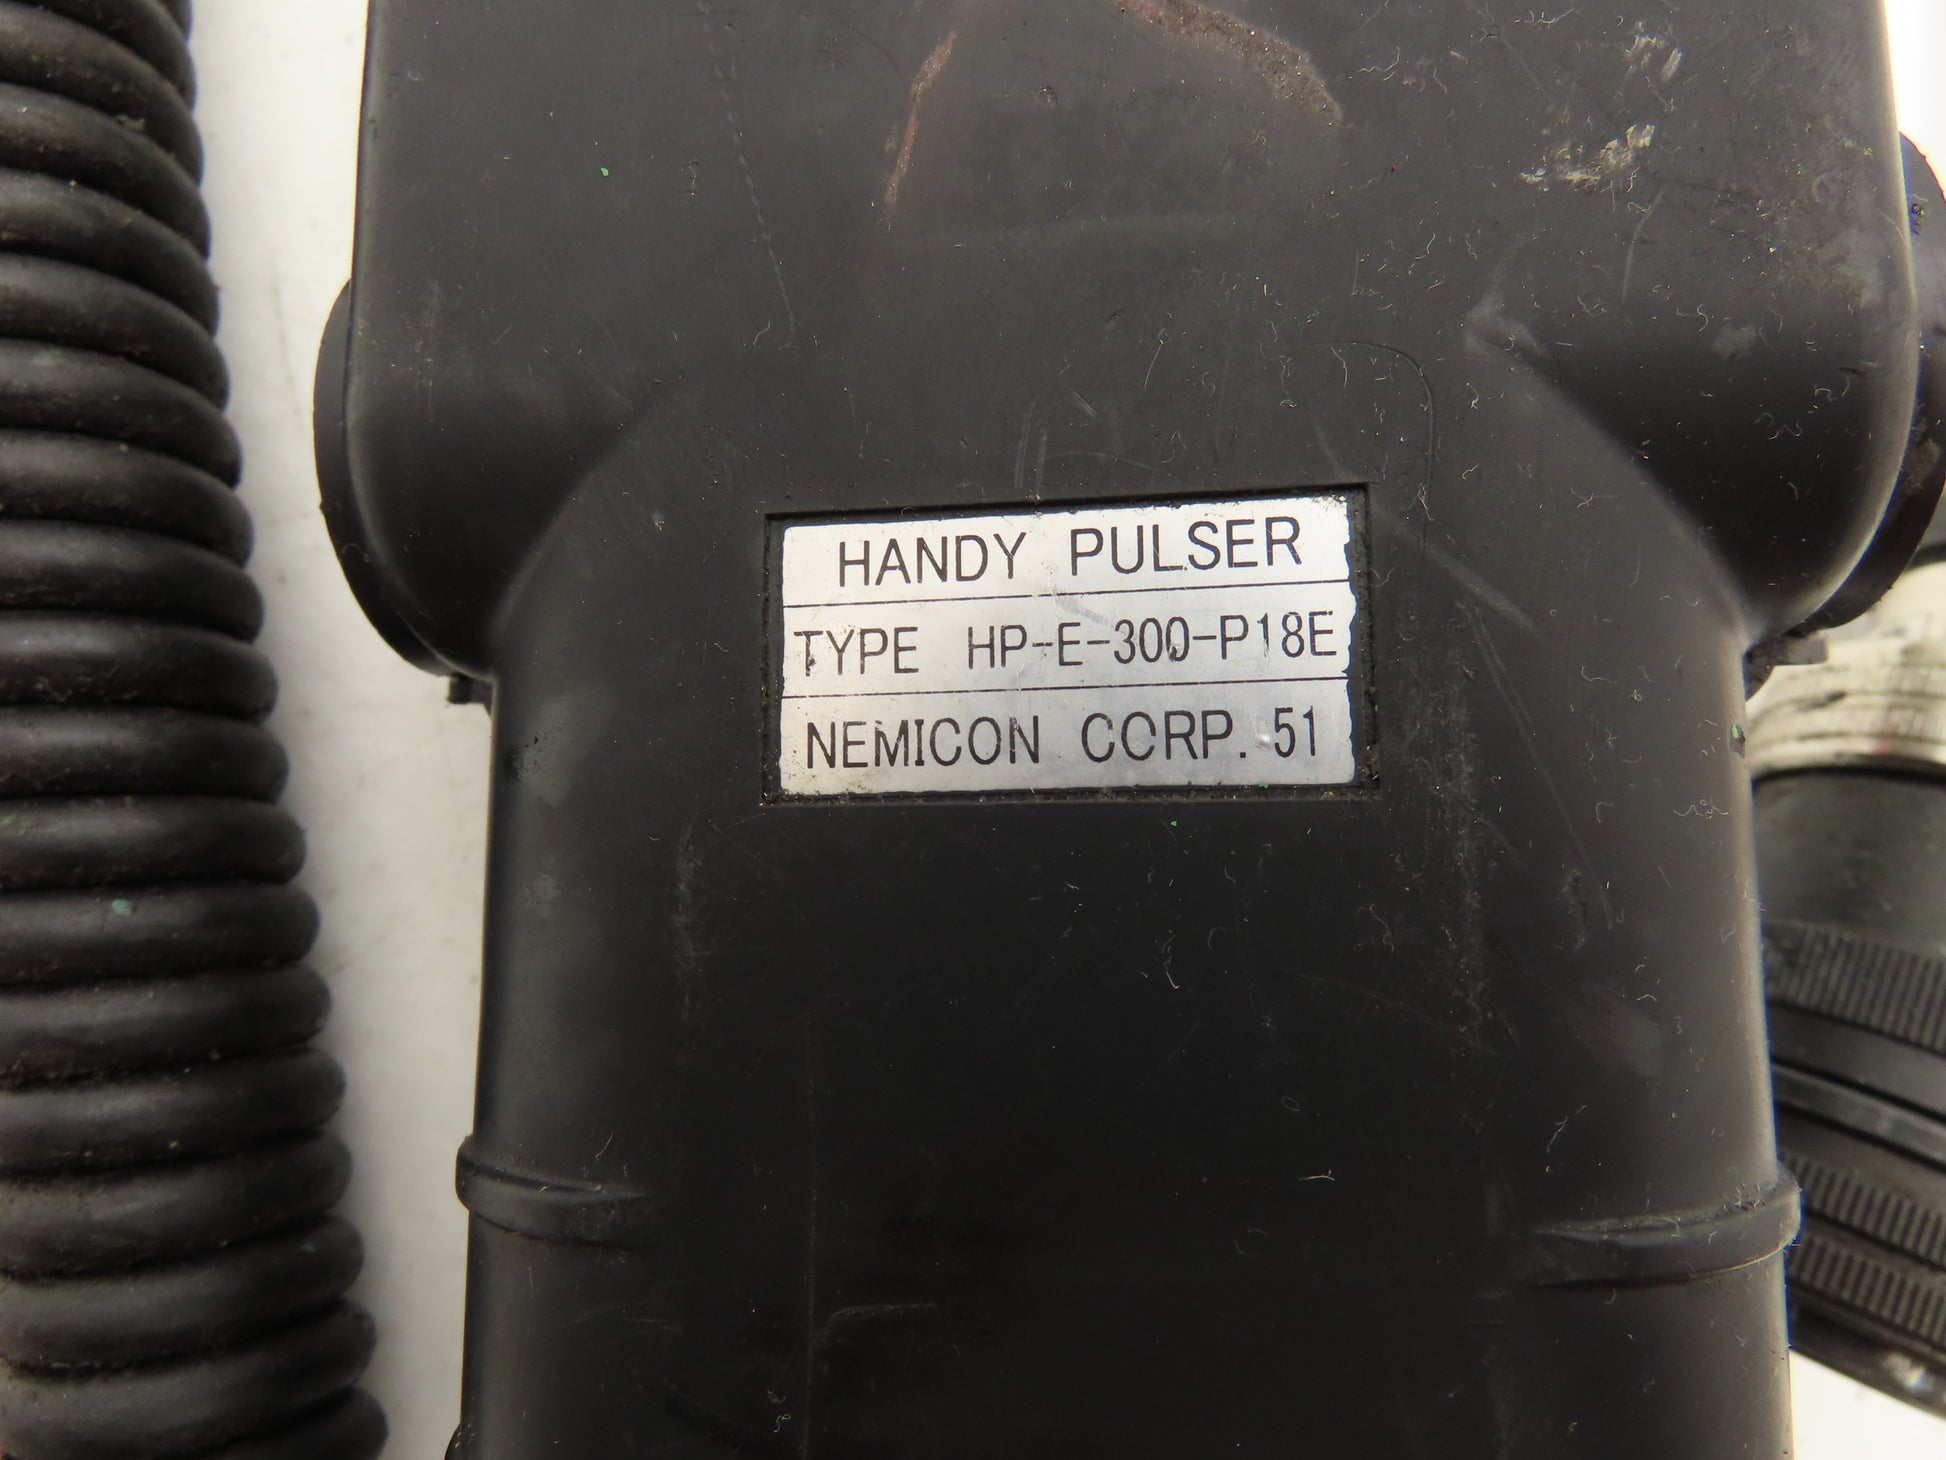 HANDY PULSER
TYPE HP-E-300-P18E
NEMICON CORP. 51